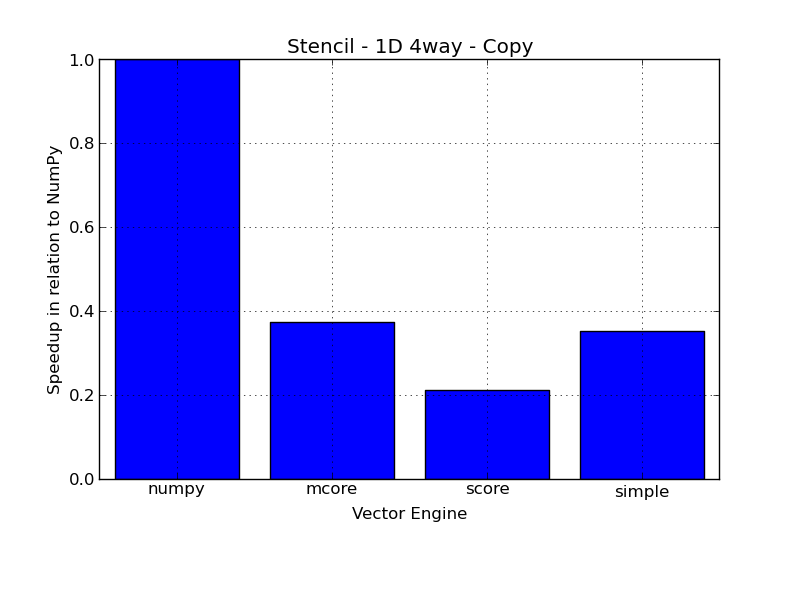 Stencil - 1D 4way - Copy
1.0
0.8
0.6
0.4
0.2
0.0
Speedup in relation to NumPy
numpy mcore score simple
Vector Engine